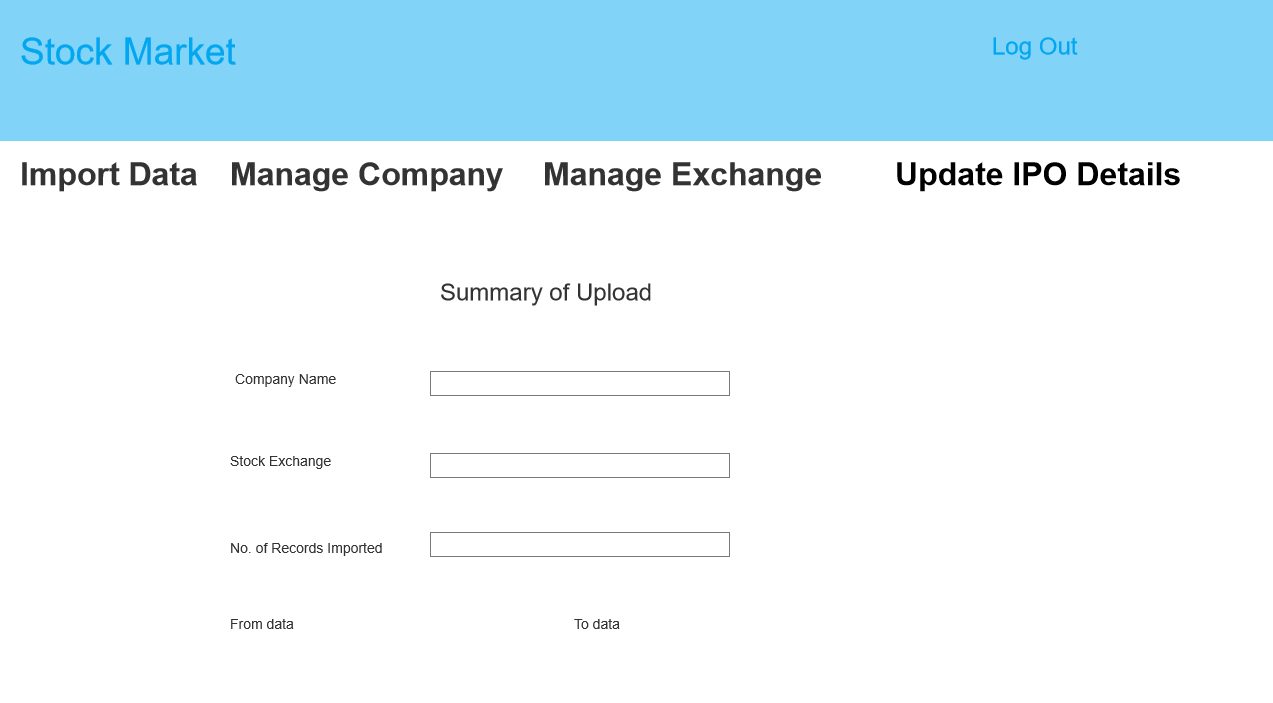 Stock Market
Log Out
Import Data
Manage Company
Manage Exchange
Update IPO Details
Summary of Upload
Company Name
Stock Exchange
No. of Records Imported
From data
To data